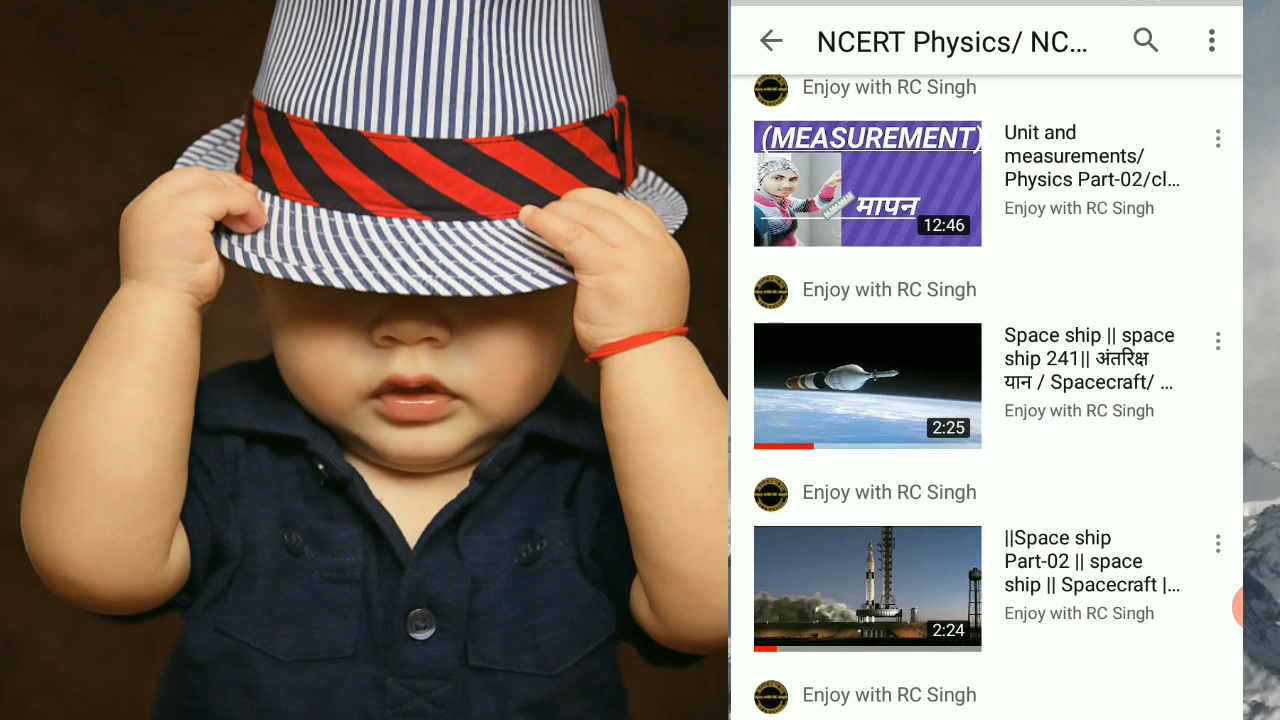 NCERT Physics/ NC...
Enjoy with RC Singh
(MEASUREMENT)
मापन
12:46
Unit and
measurements/
Physics Part-02/cl...
Enjoy with RC Singh
Enjoy with RC Singh
2:25
Space ship || space
ship 241|| अंतरिक्ष
यान / Spacecraft/ ...
Enjoy with RC Singh
Enjoy with RC Singh
2:24
||Space ship
Part-02 || space
ship || Spacecraft |...
Enjoy with RC Singh
Enjoy with RC Singh